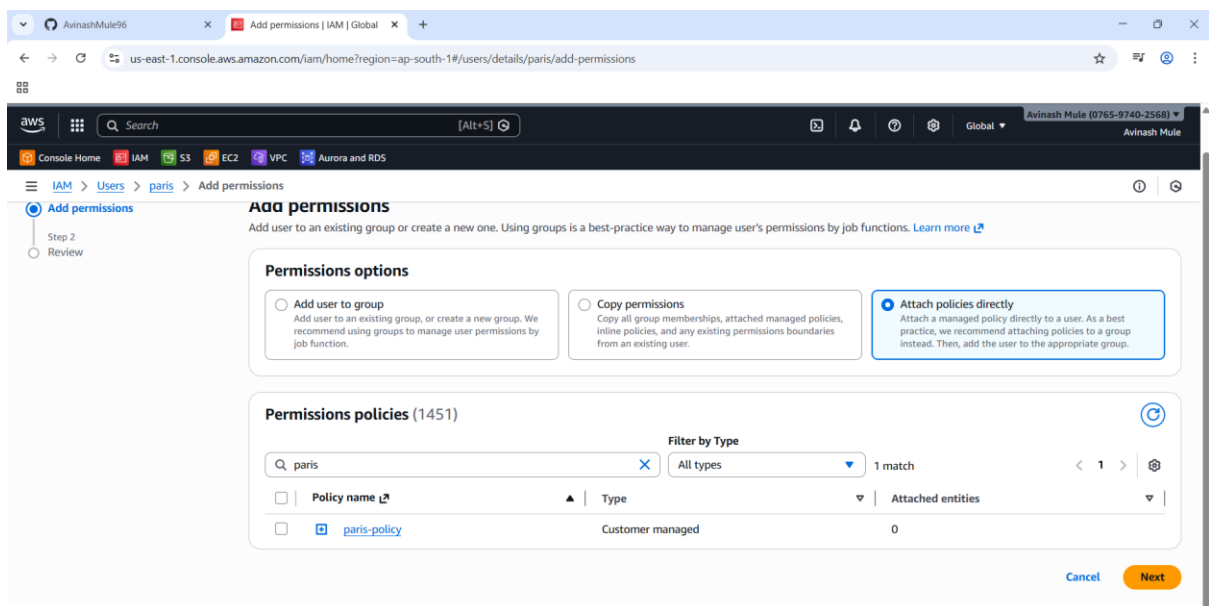 AvinashMule96
Add permissions | IAM | Global
us-east-1.console.aws.amazon.com/iam/home?region=ap-south-1#/users/details/paris/add-permissions
aws
Search
[Alt+S]
Global
Avinash Mule (0765-9740-2568)
Avinash Mule
Console Home
IAM
S3
EC2
VPC
Aurora and RDS
IAM > Users > paris > Add permissions
Add permissions
Step 2
Review
Add permissions
Add user to an existing group or create a new one. Using groups is a best-practice way to manage user's permissions by job functions. Learn more
Permissions options
Add user to group
Add user to an existing group, or create a new group. We
recommend using groups to manage user permissions by
job function.
Copy permissions
Copy all group memberships, attached managed policies,
inline policies, and any existing permissions boundaries
from an existing user.
Attach policies directly
Attach a managed policy directly to a user. As a best
practice, we recommend attaching policies to a group
instead. Then, add the user to the appropriate group.
Permissions policies (1451)
Filter by Type
paris
All types
1 match
1
Policy name
Type
Attached entities
paris-policy
Customer managed
0
Cancel
Next